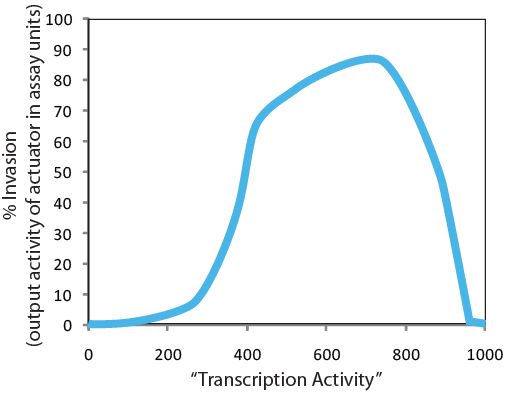 % Invasion
(output activity of actuator in assay units)
100
90
80
70
60
50
40
30
20
10
0
0 200 400 600 800 1000
“Transcription Activity”